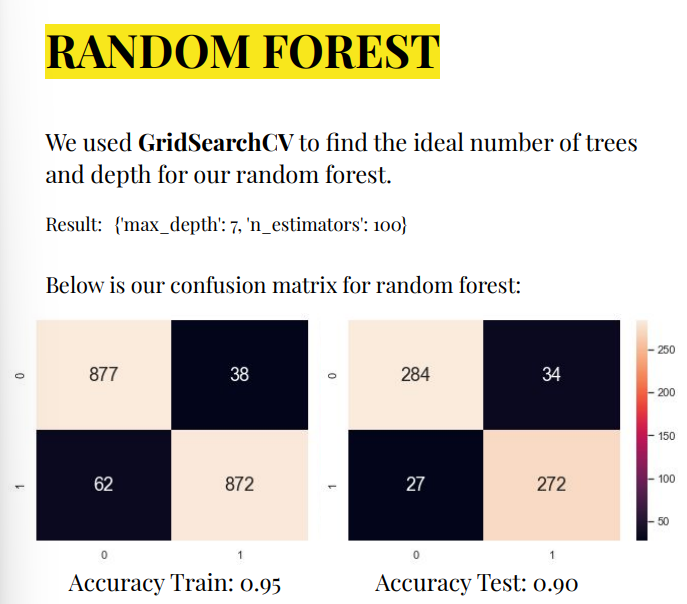 RANDOM FOREST
We used GridSearchCV to find the ideal number of trees
and depth for our random forest.
Result: {'max_depth': 7, 'n_estimators': 100}
Below is our confusion matrix for random forest:
0 877 38
1 62 872
0 1
0 284 34
1 27 272
0 1
250
200
150
100
50
Accuracy Train: 0.95
Accuracy Test: 0.90